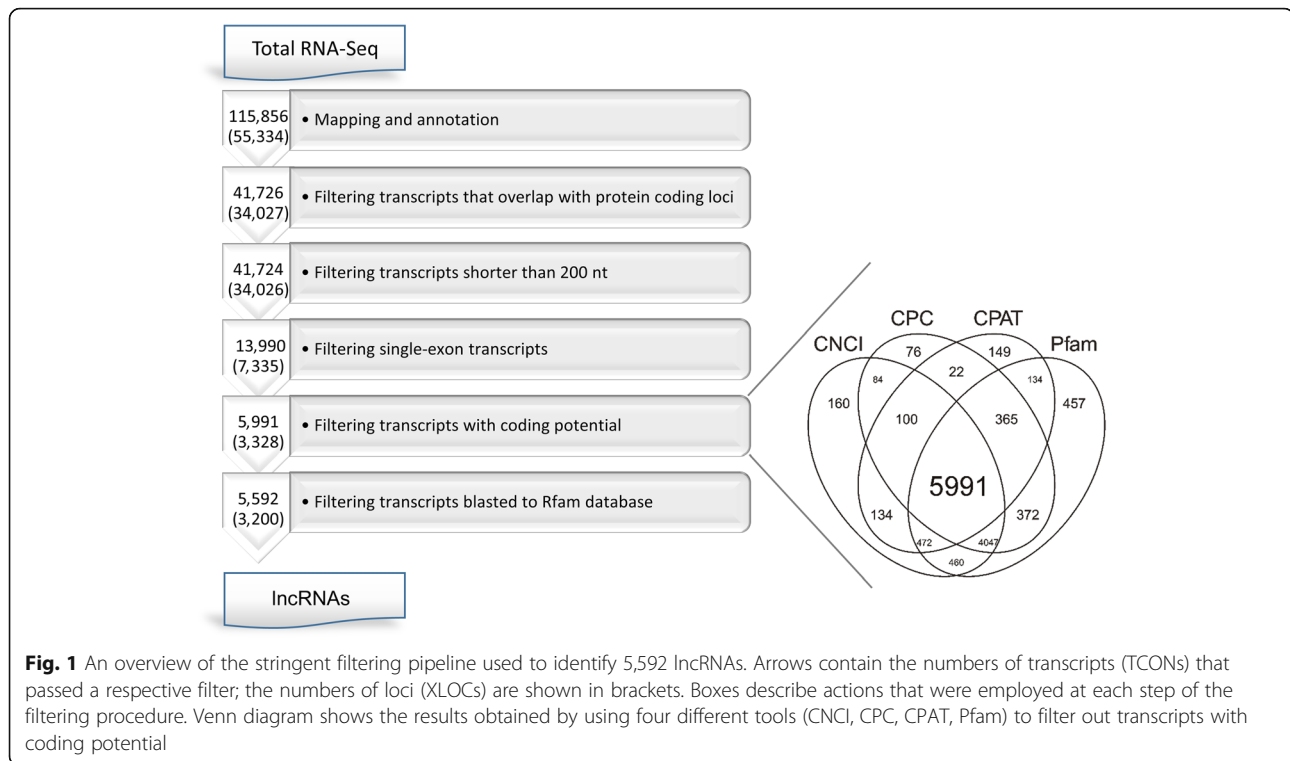 Total RNA-Seq
115,856
(55,334)
• Mapping and annotation
41,726
(34,027)
• Filtering transcripts that overlap with protein coding loci
41,724
(34,026)
• Filtering transcripts shorter than 200 nt
13,990
(7,335)
• Filtering single-exon transcripts
5,991
(3,328)
• Filtering transcripts with coding potential
5,592
(3,200)
• Filtering transcripts blasted to Rfam database
lncRNAs
CNCI
CPC
CPAT
Pfam
76
149
84
22
134
160
100
365
457
5991
134
372
472
4047
460
Fig. 1 An overview of the stringent filtering pipeline used to identify 5,592 lncRNAs. Arrows contain the numbers of transcripts (TCONs) that
passed a respective filter; the numbers of loci (XLOCs) are shown in brackets. Boxes describe actions that were employed at each step of the
filtering procedure. Venn diagram shows the results obtained by using four different tools (CNCI, CPC, CPAT, Pfam) to filter out transcripts with
coding potential